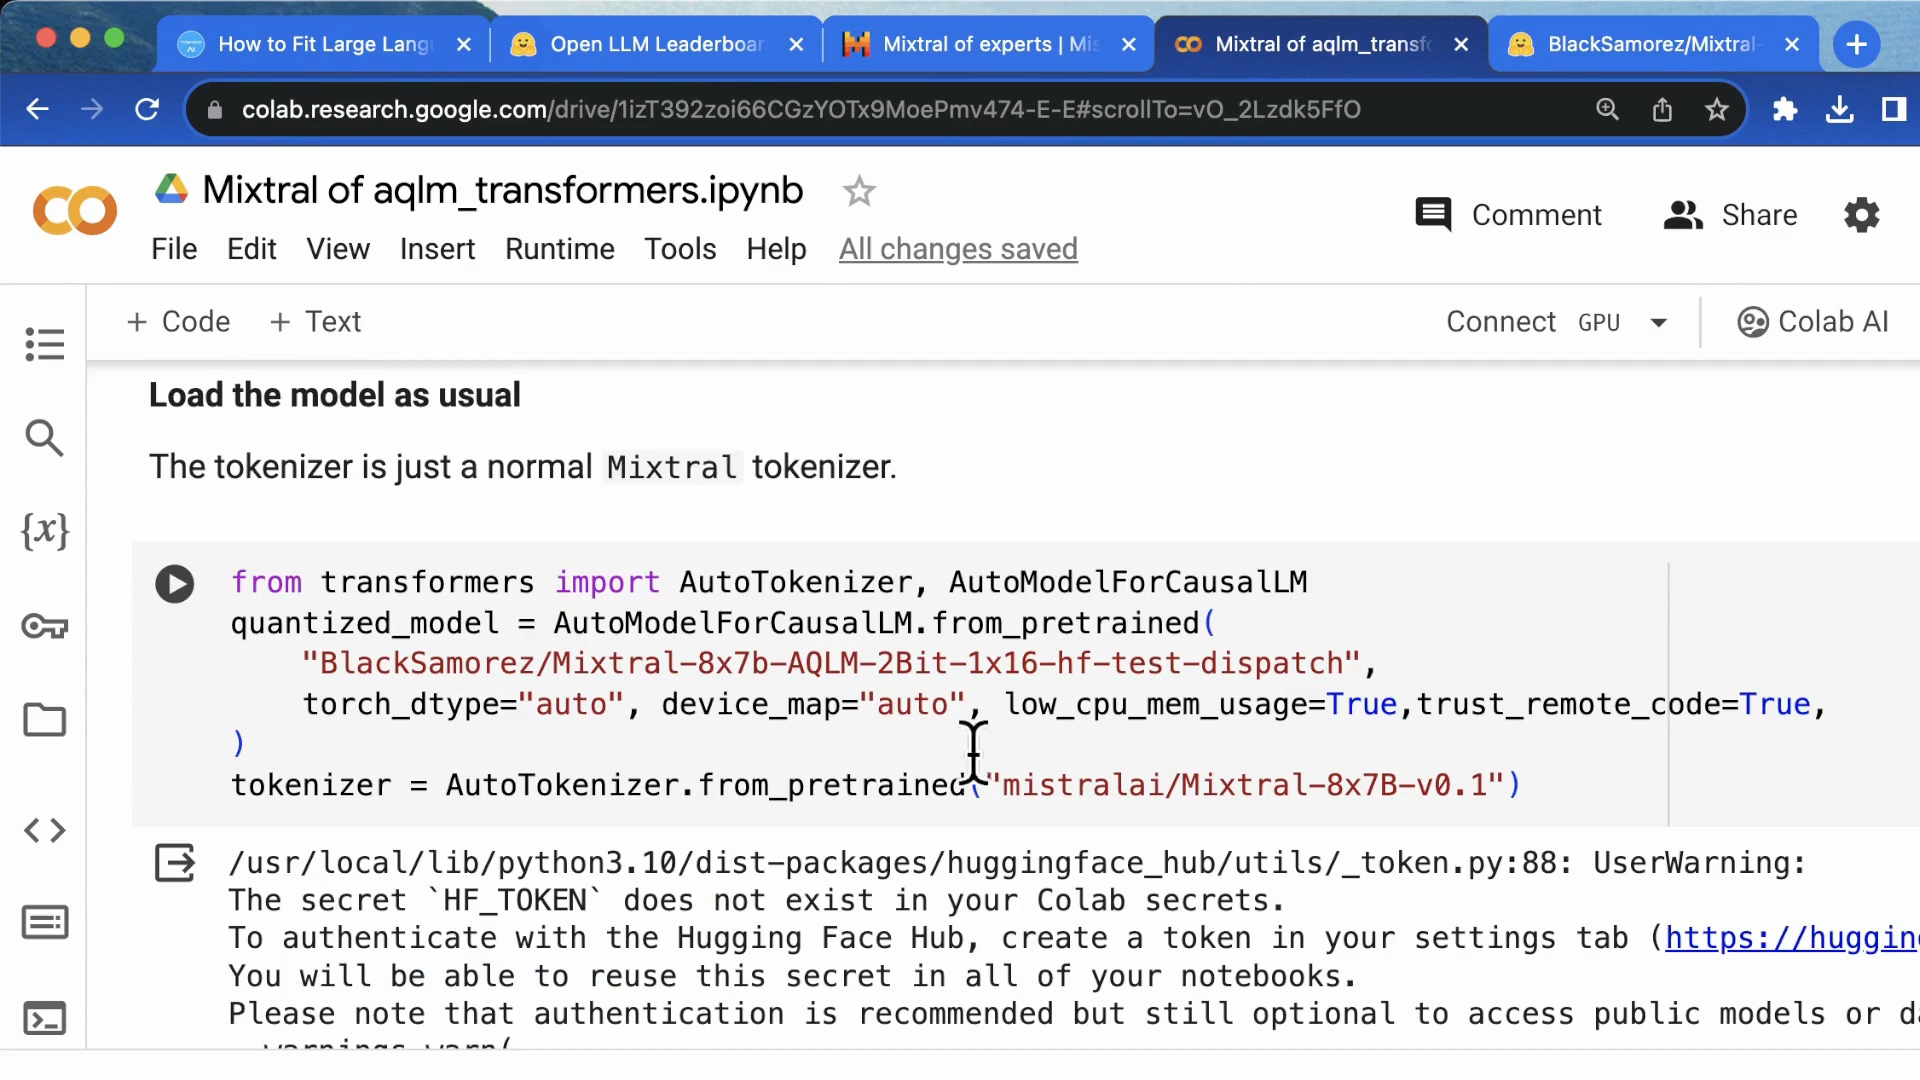 How to Fit Large Lang
Open LLM Leaderboar
Mixtral of experts | Mis
Mixtral of aqlm_transf
BlackSamorez/Mixtral-
colab.research.google.com/drive/1izT392zoi66CGzYOTx9MoePmv474-E-E#scrollTo=vO_2Lzdk5FfO
Mixtral of aqlm_transformers.ipynb
Comment
Share
File Edit View Insert Runtime Tools Help All changes saved
+ Code + Text
Connect GPU
Colab AI
Load the model as usual
The tokenizer is just a normal Mixtral tokenizer.
{x}
from transformers import AutoTokenizer, AutoModelForCausalLM
quantized_model = AutoModelForCausalLM.from_pretrained(
"BlackSamorez/Mixtral-8x7b-AQLM-2Bit-1x16-hf-test-dispatch",
torch_dtype="auto", device_map="auto", low_cpu_mem_usage=True,trust_remote_code=True,
)
tokenizer = AutoTokenizer.from_pretrained("mistralai/Mixtral-8x7B-v0.1")
/usr/local/lib/python3.10/dist-packages/huggingface_hub/utils/_token.py:88: UserWarning:
The secret `HF_TOKEN` does not exist in your Colab secrets.
To authenticate with the Hugging Face Hub, create a token in your settings tab (https://hugging
You will be able to reuse this secret in all of your notebooks.
Please note that authentication is recommended but still optional to access public models or da
warnings.warn(